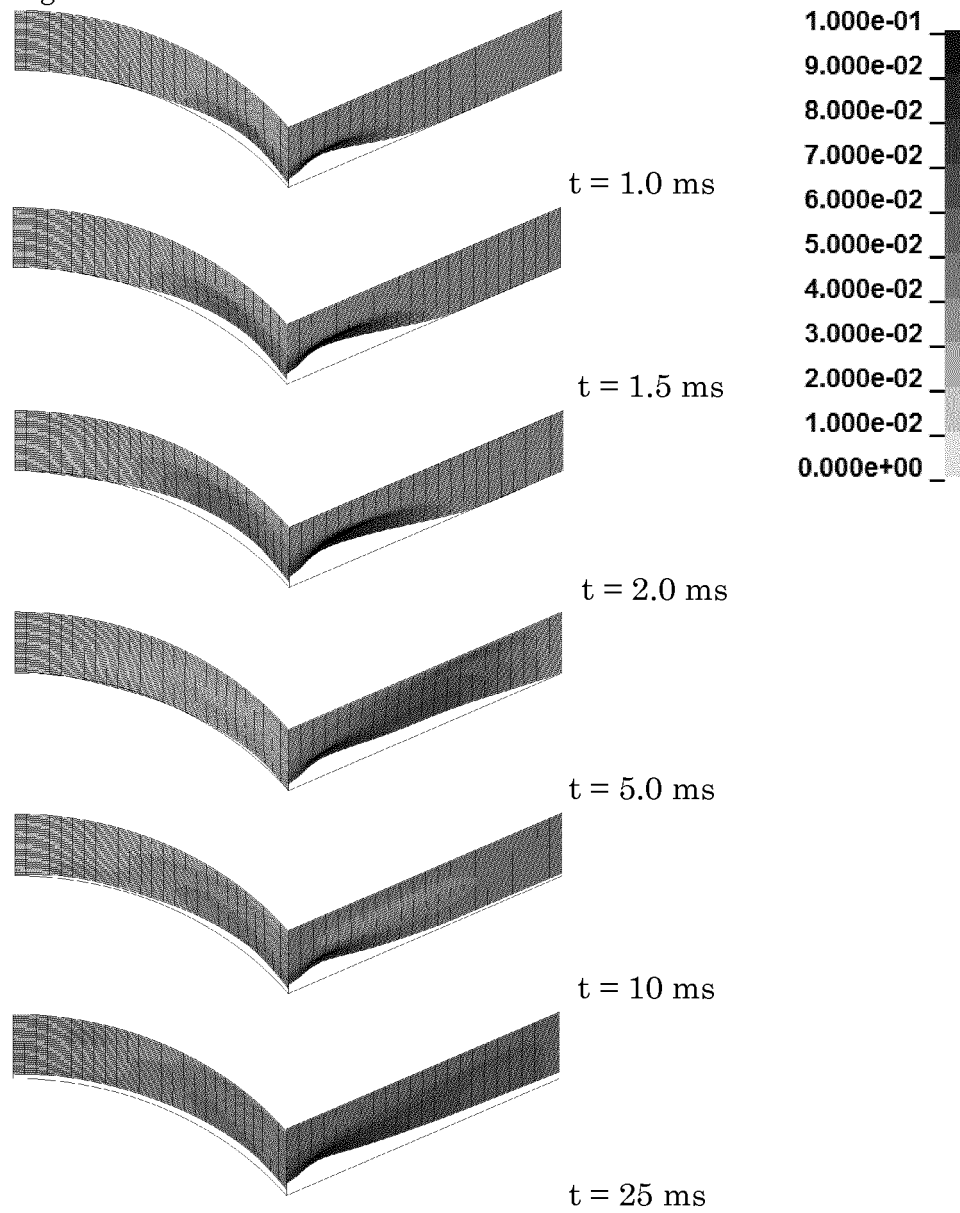 1.000e-01
9.000e-02
8.000e-02
7.000e-02
6.000e-02
5.000e-02
4.000e-02
3.000e-02
2.000e-02
1.000e-02
0.000e+00
t = 1.0 ms
t = 1.5 ms
t = 2.0 ms
t = 5.0 ms
t = 10 ms
t = 25 ms